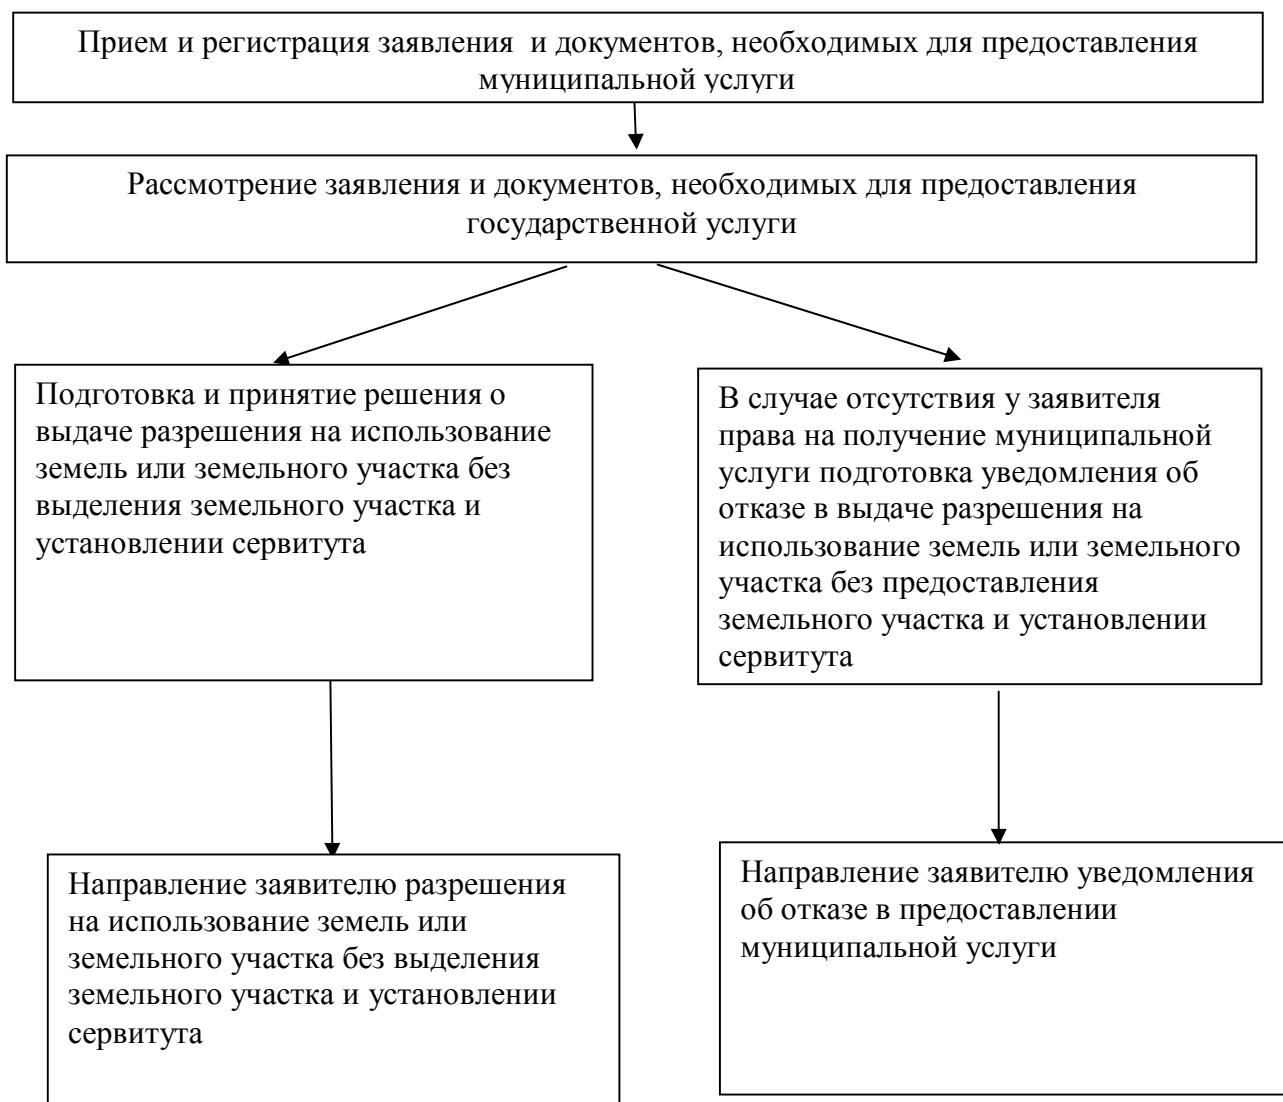 Прием и регистрация заявления  и документов, необходимых для предоставления
муниципальной услуги
Рассмотрение заявления и документов, необходимых для предоставления
государственной услуги
Подготовка и принятие решения о
выдаче разрешения на использование
земель или земельного участка без
выделения земельного участка и
установлении сервитута
В случае отсутствия у заявителя
права на получение муниципальной
услуги подготовка уведомления об
отказе в выдаче разрешения на
использование земель или земельного
участка без предоставления
земельного участка и установлении
сервитута
Направление заявителю разрешения
на использование земель или
земельного участка без выделения
земельного участка и установлении
сервитута
Направление заявителю уведомления
об отказе в предоставлении
муниципальной услуги